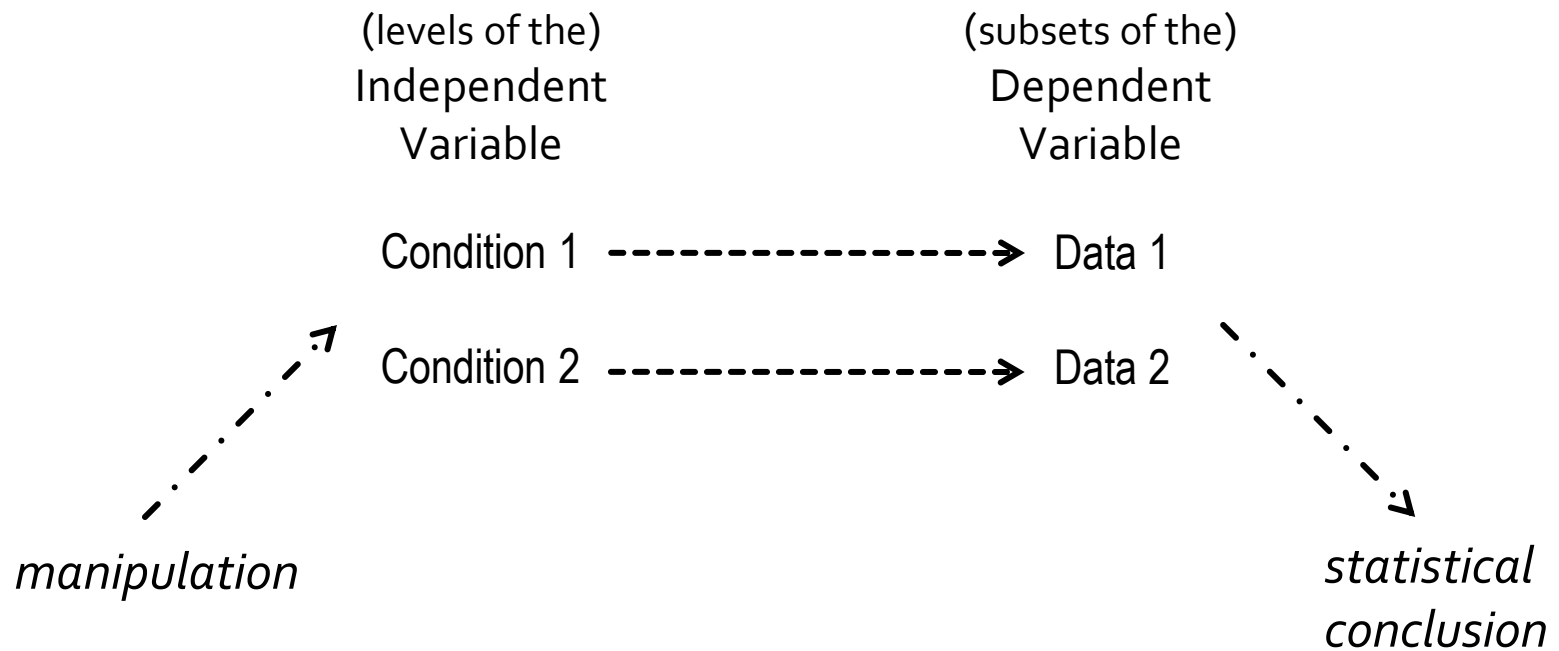 (levels of the)
Independent
Variable
(subsets of the)
Dependent
Variable
Condition 1
Data 1
Condition 2
Data 2
manipulation
statistical
conclusion